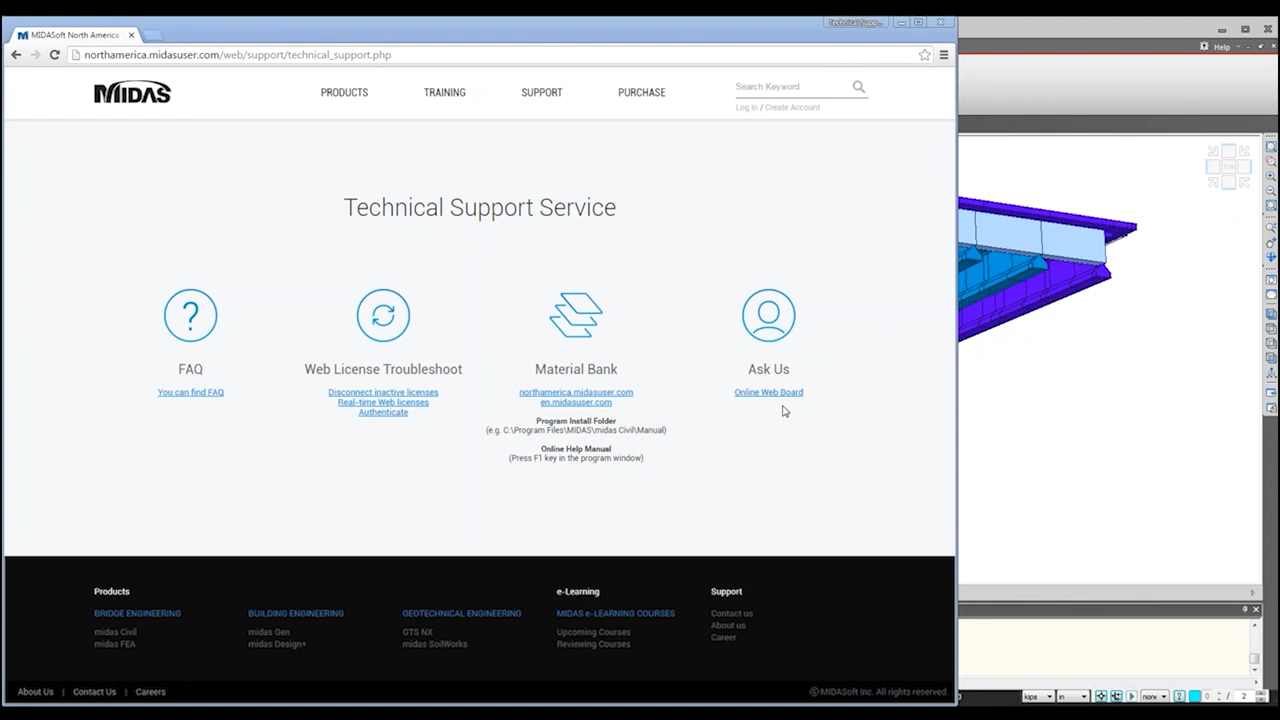 Technical Supp...
MIDASoft North America
northamerica.midasuser.com/web/support/technical_support.php
Help
MIDAS
PRODUCTS
TRAINING
SUPPORT
PURCHASE
Search Keyword
Log In / Create Account
TOP
Technical Support Service
?
FAQ
You can find FAQ
Web License Troubleshoot
Disconnect inactive licenses
Real-time Web licenses
Authenticate
Material Bank
northamerica.midasuser.com
en.midasuser.com
Program Install Folder
(e.g. C:\Program Files\MIDAS\midas Civil\Manual)
Online Help Manual
(Press F1 key in the program window)
Ask Us
Online Web Board
Products
BRIDGE ENGINEERING
midas Civil
midas FEA
BUILDING ENGINEERING
midas Gen
midas Design+
GEOTECHNICAL ENGINEERING
GTS NX
midas SoilWorks
e-Learning
MIDAS e-LEARNING COURSES
Upcoming Courses
Reviewing Courses
Support
Contact us
About us
Career
About Us | Contact Us | Careers
ⓒ MIDASoft Inc. All rights reserved.
kips
in
non
?
0
/ 2